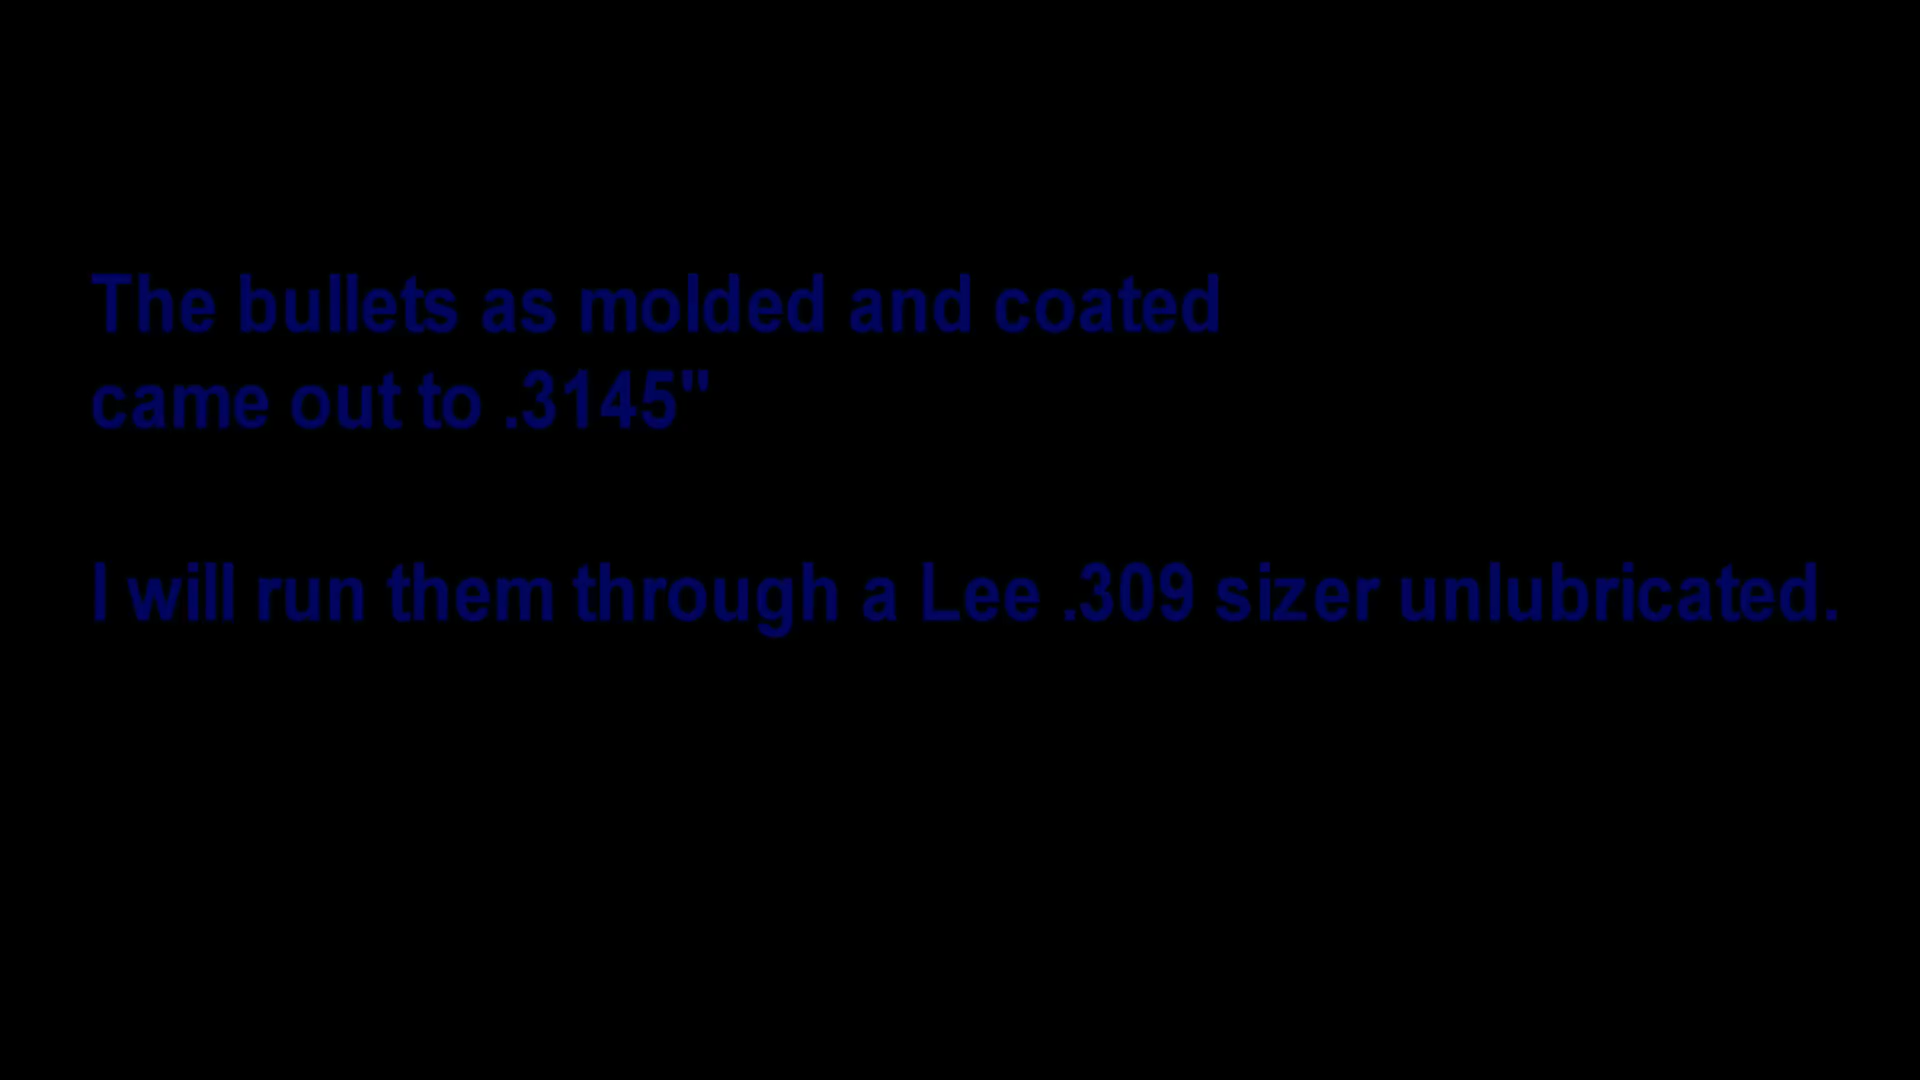 The bullets as molded and coated
came out to .3145"
I will run them through a Lee .309 sizer unlubricated.